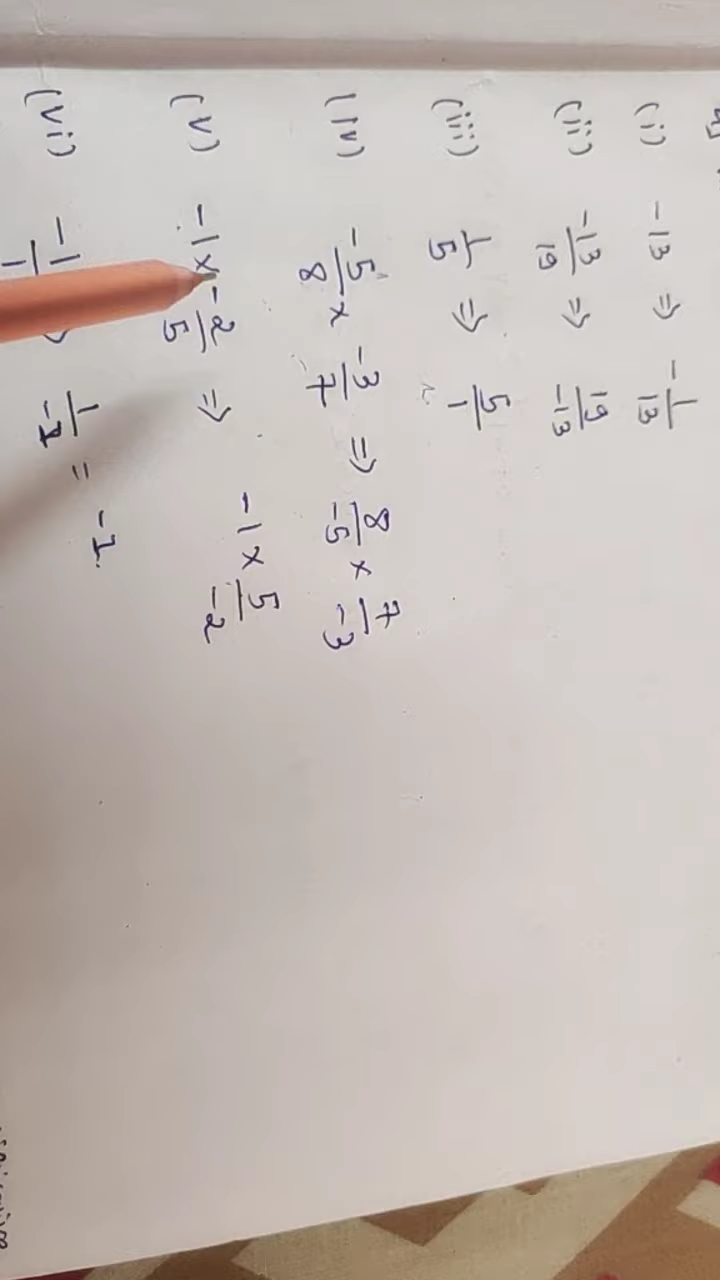 (i) -13 ⇒ -1/13
(ii) -13/19 ⇒ 19/-13
(iii) 1/5 ⇒ 5/1
(iv) -5/8 × -3/7 ⇒ 8/-5 × 7/-3
(v) -1 × -2/5 ⇒ -1 × 5/-2
(vi) -1/1 1/-1 = -1.